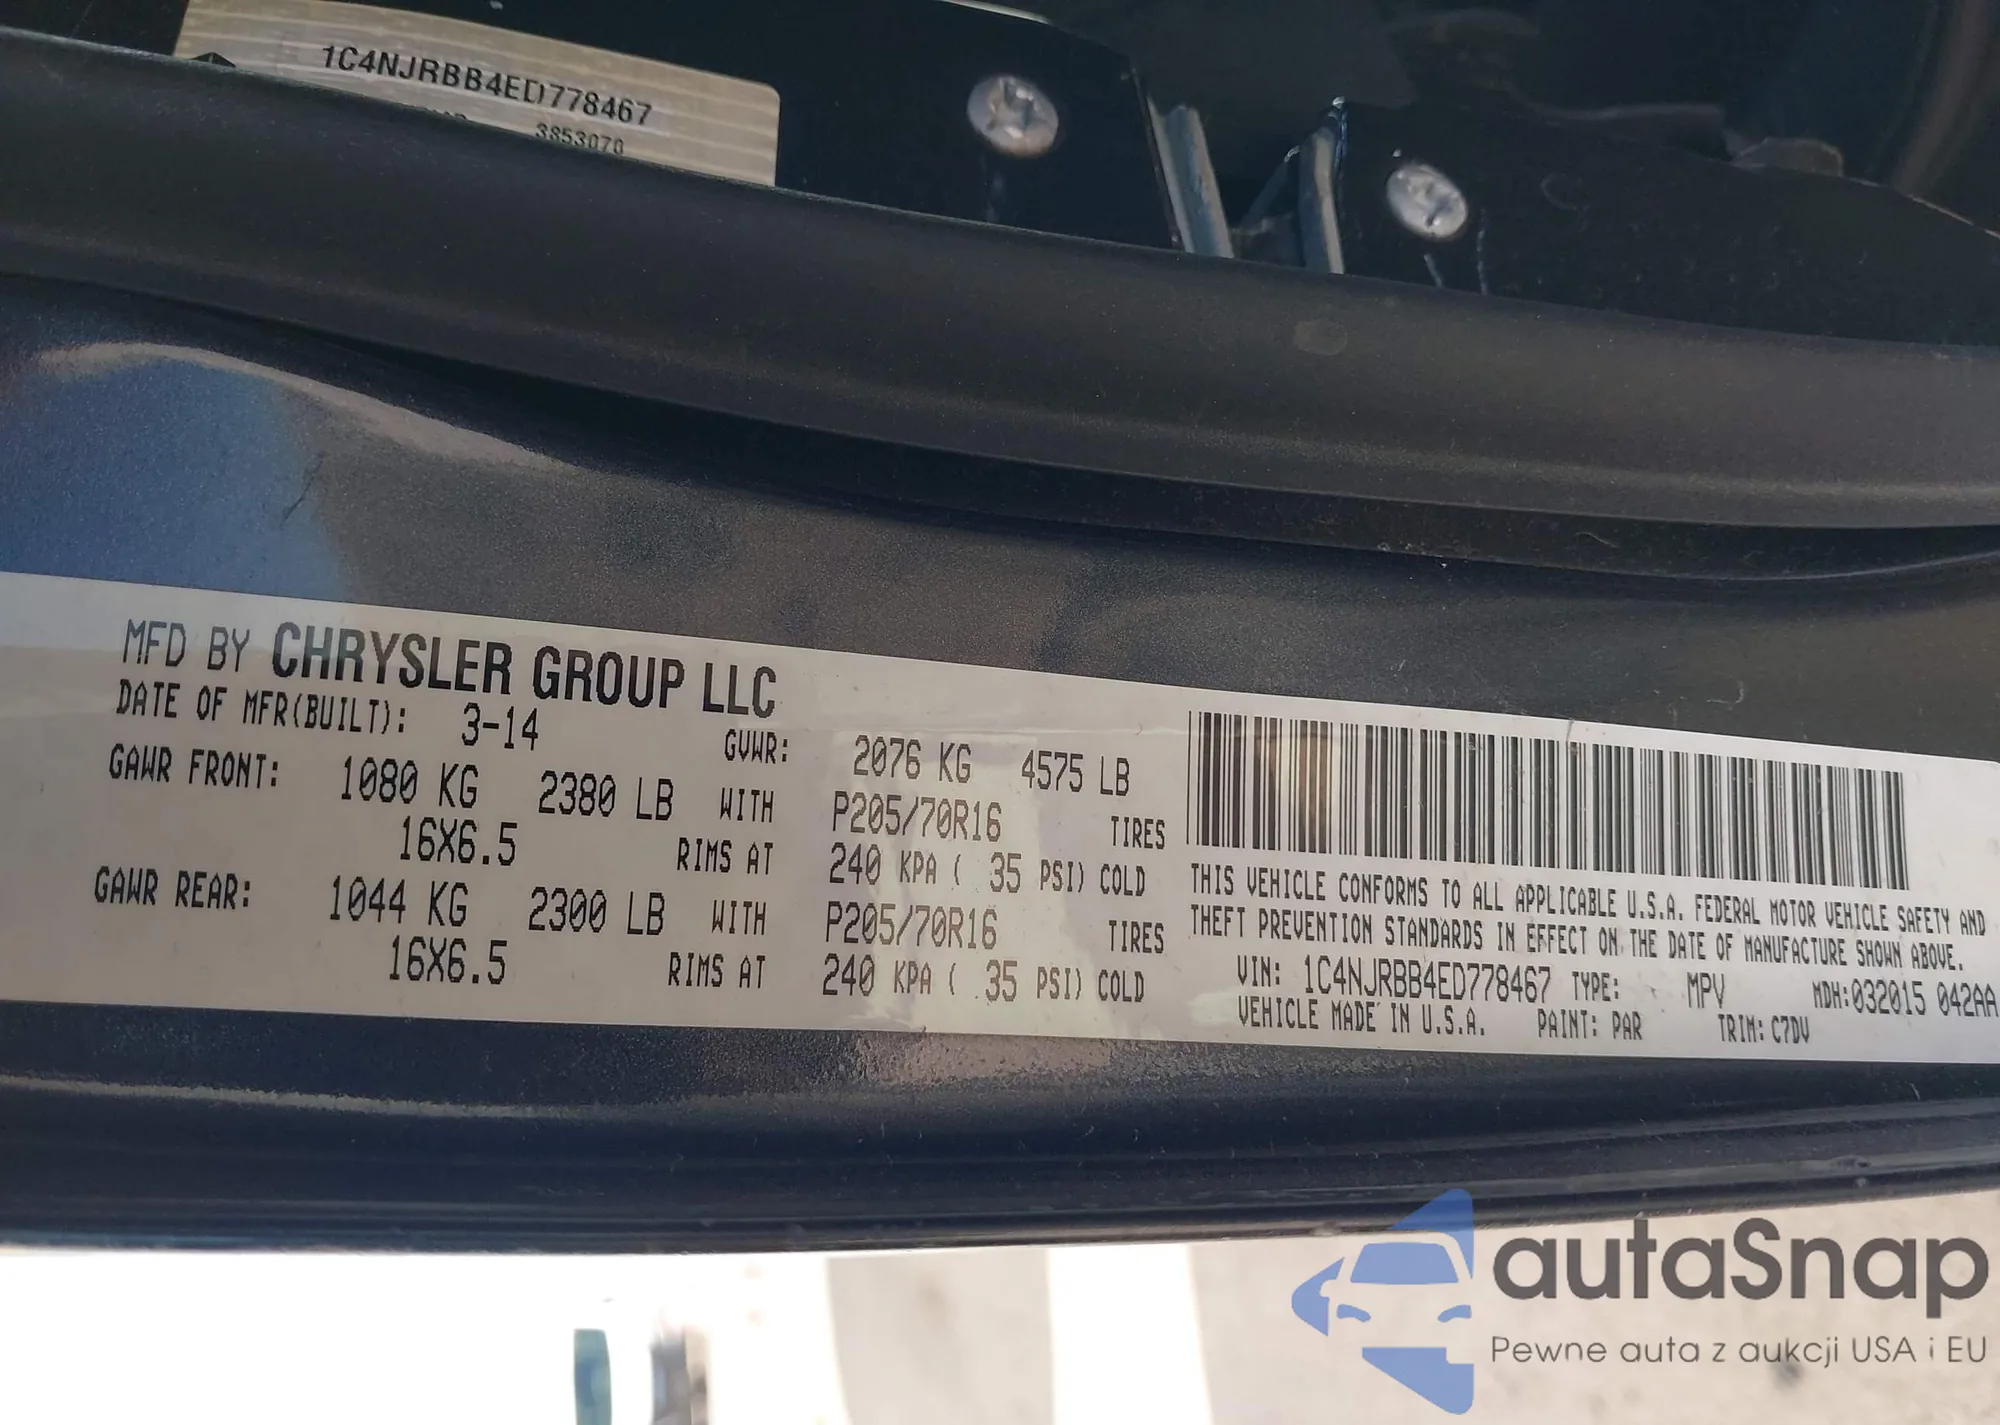 1C4NJRBB4ED778467
3853070
MFD BY CHRYSLER GROUP LLC
DATE OF MFR(BUILT): 3-14 GVWR: 2076 KG 4575 LB
GAWR FRONT: 1080 KG 2380 LB WITH P205/70R16 TIRES
16X6.5 RIMS AT 240 KPA ( 35 PSI) COLD
GAWR REAR: 1044 KG 2300 LB WITH P205/70R16 TIRES
16X6.5 RIMS AT 240 KPA ( 35 PSI) COLD
THIS VEHICLE CONFORMS TO ALL APPLICABLE U.S.A. FEDERAL MOTOR VEHICLE SAFETY AND
THEFT PREVENTION STANDARDS IN EFFECT ON THE DATE OF MANUFACTURE SHOWN ABOVE.
VIN: 1C4NJRBB4ED778467 TYPE: MPV MDH:032015 042AA
VEHICLE MADE IN U.S.A. PAINT: PAR TRIM: C7DV
autaSnap
Pewne auta z aukcji USA i EU